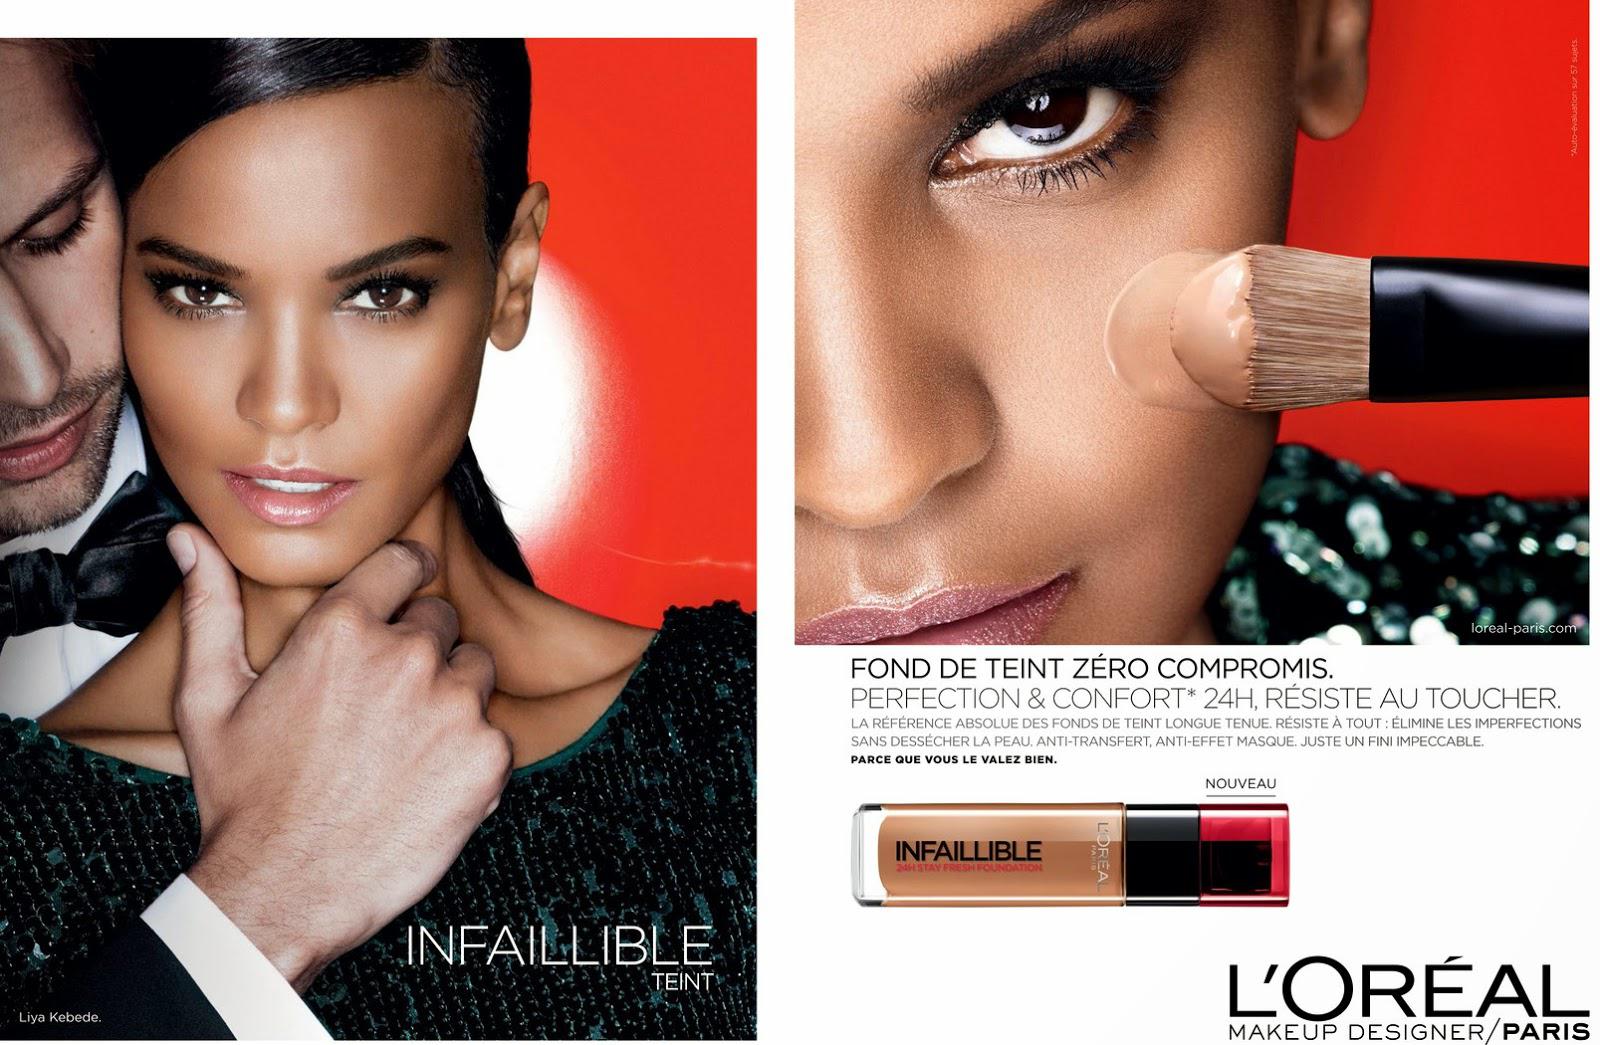 INFAILLIBLE
TEINT
Liya Kebede.
*Auto-évaluation sur 57 sujets.
loreal-paris.com
FOND DE TEINT ZÉRO COMPROMIS.
PERFECTION & CONFORT* 24H, RÉSISTE AU TOUCHER.
LA RÉFÉRENCE ABSOLUE DES FONDS DE TEINT LONGUE TENUE. RÉSISTE À TOUT : ÉLIMINE LES IMPERFECTIONS
SANS DESSÉCHER LA PEAU. ANTI-TRANSFERT, ANTI-EFFET MASQUE. JUSTE UN FINI IMPECCABLE.
PARCE QUE VOUS LE VALEZ BIEN.
NOUVEAU
INFAILLIBLE
24H STAY FRESH FOUNDATION
L'ORÉAL
PARIS
L'ORÉAL
MAKEUP DESIGNER/PARIS